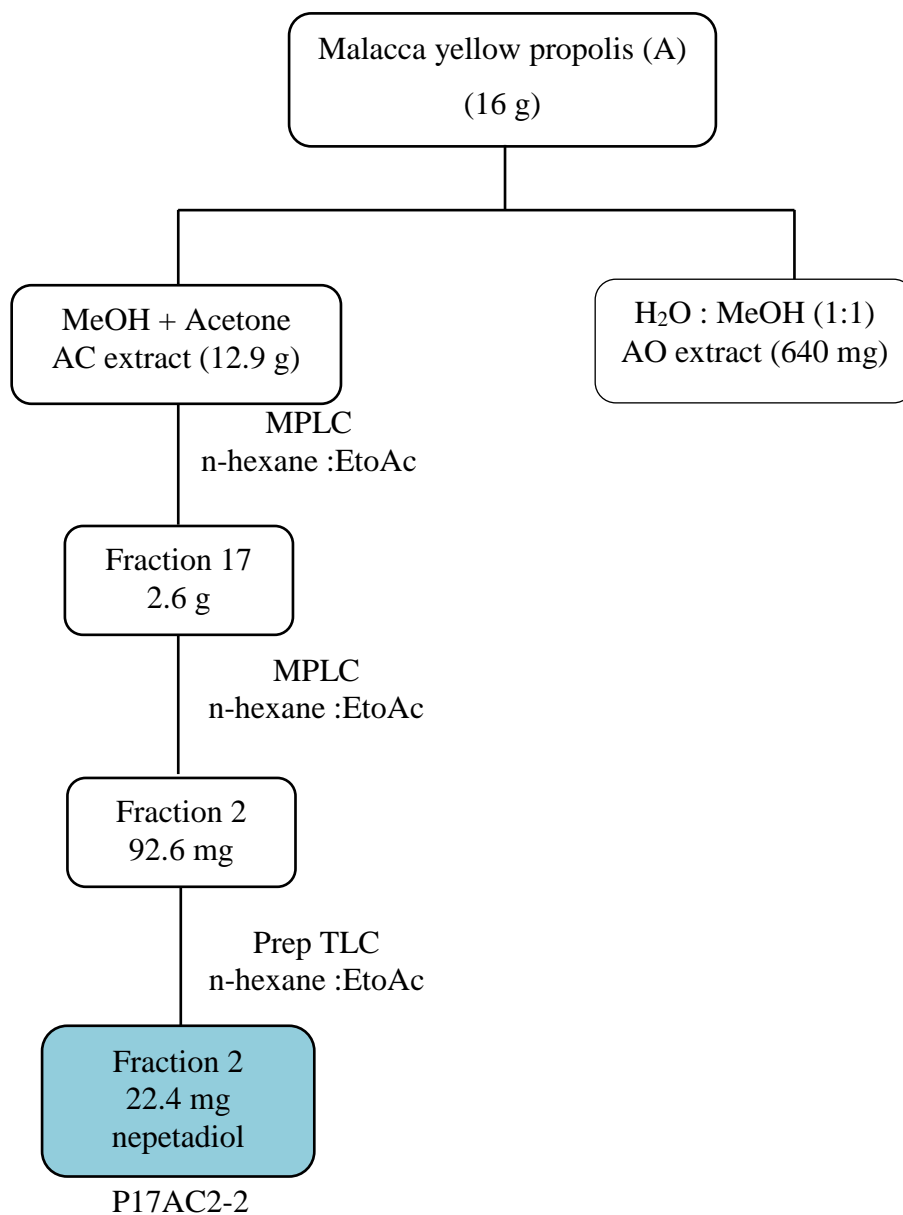 Malacca yellow propolis (A)
(16 g)
MeOH + Acetone
AC extract (12.9 g)
H₂O : MeOH (1:1)
AO extract (640 mg)
MPLC
n-hexane :EtoAc
Fraction 17
2.6 g
MPLC
n-hexane :EtoAc
Fraction 2
92.6 mg
Prep TLC
n-hexane :EtoAc
Fraction 2
22.4 mg
nepetadiol
P17AC2-2